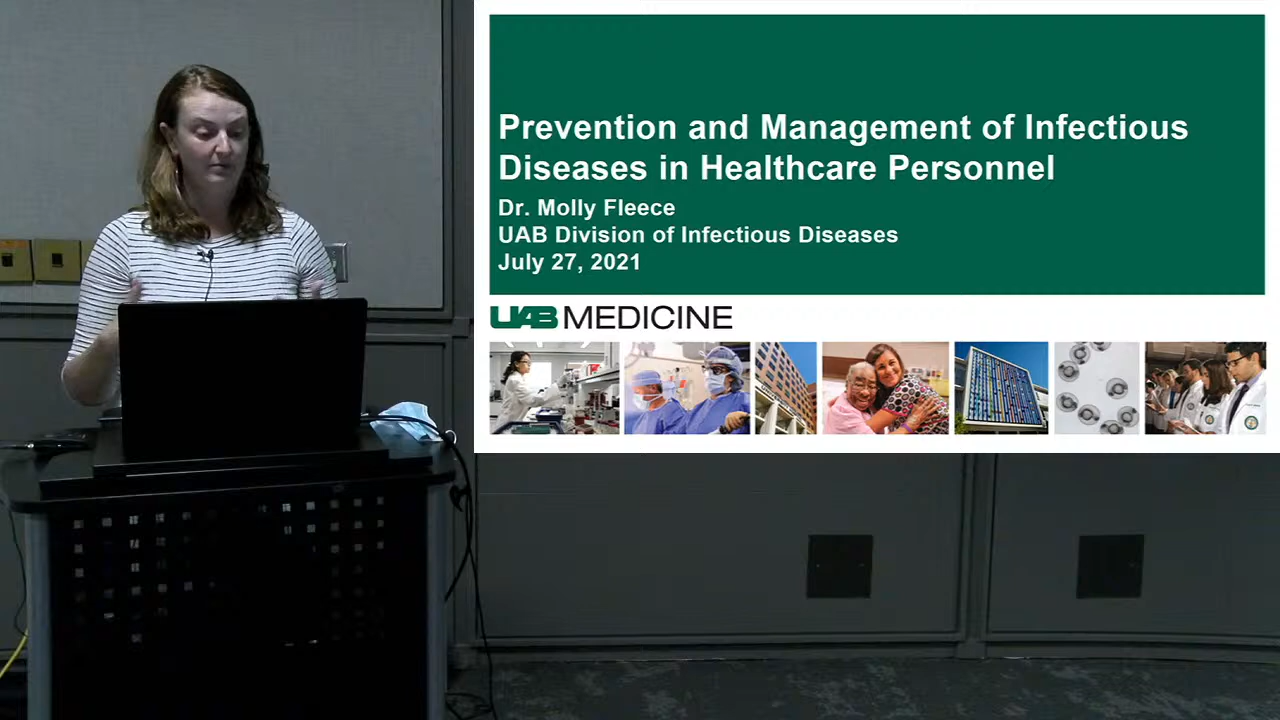 Prevention and Management of Infectious
Diseases in Healthcare Personnel
Dr. Molly Fleece
UAB Division of Infectious Diseases
July 27, 2021
UAB MEDICINE